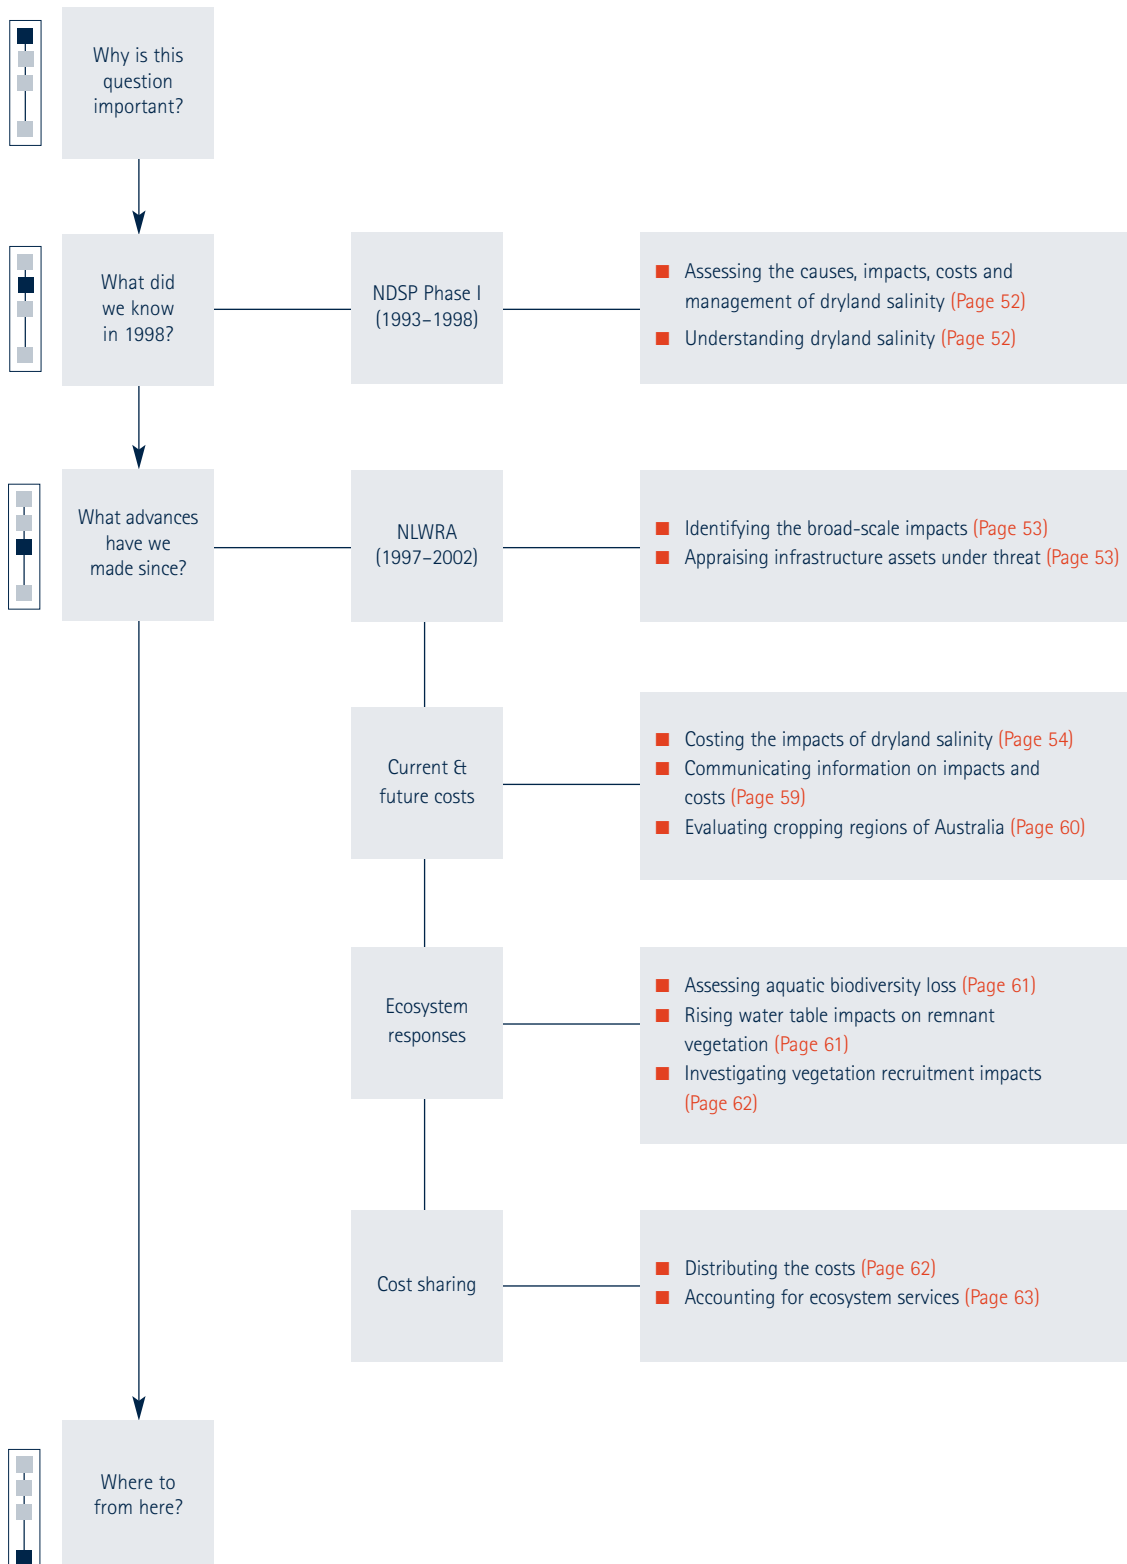 Why is this
question
important?
What did
we know
in 1998?
NDSP Phase I
(1993–1998)
Assessing the causes, impacts, costs and
management of dryland salinity (Page 52)
Understanding dryland salinity (Page 52)
What advances
have we
made since?
NLWRA
(1997–2002)
Identifying the broad-scale impacts (Page 53)
Appraising infrastructure assets under threat (Page 53)
Current &
future costs
Costing the impacts of dryland salinity (Page 54)
Communicating information on impacts and
costs (Page 59)
Evaluating cropping regions of Australia (Page 60)
Ecosystem
responses
Assessing aquatic biodiversity loss (Page 61)
Rising water table impacts on remnant
vegetation (Page 61)
Investigating vegetation recruitment impacts
(Page 62)
Cost sharing
Distributing the costs (Page 62)
Accounting for ecosystem services (Page 63)
Where to
from here?